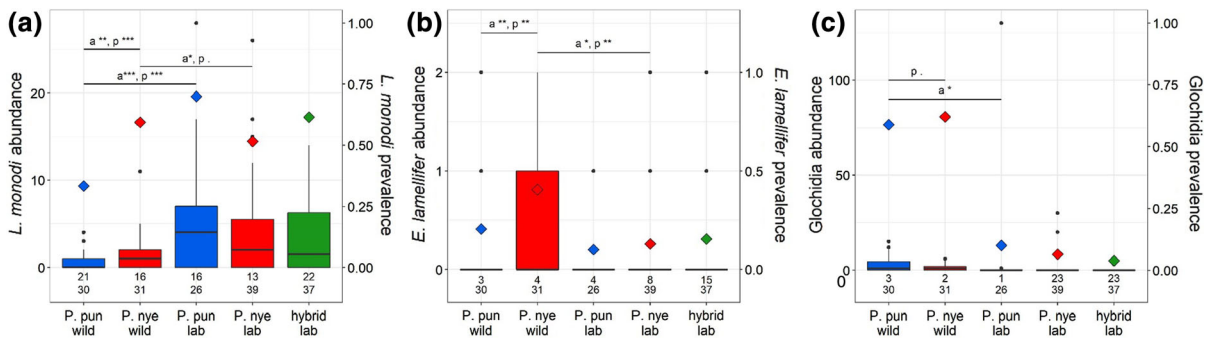 (a)
a **, p ***
a*, p .
a***, p ***
L. monodi abundance
20
10
0
L. monodi prevalence
1.00
0.75
0.50
0.25
0.00
21 16 16 13 22
30 31 26 39 37
P. pun P. nye P. pun P. nye hybrid
wild wild lab lab lab
(b)
a **, p **
a *, p **
E. lamellifer abundance
2
1
0
E. lamellifer prevalence
1.0
0.5
0.0
3 4 4 8 15
30 31 26 39 37
P. pun P. nye P. pun P. nye hybrid
wild wild lab lab lab
(c)
p .
a *
Glochidia abundance
100
50
0
0
Glochidia prevalence
1.00
0.75
0.50
0.25
0.00
3 2 1 23 23
30 31 26 39 37
P. pun P. nye P. pun P. nye hybrid
wild wild lab lab lab